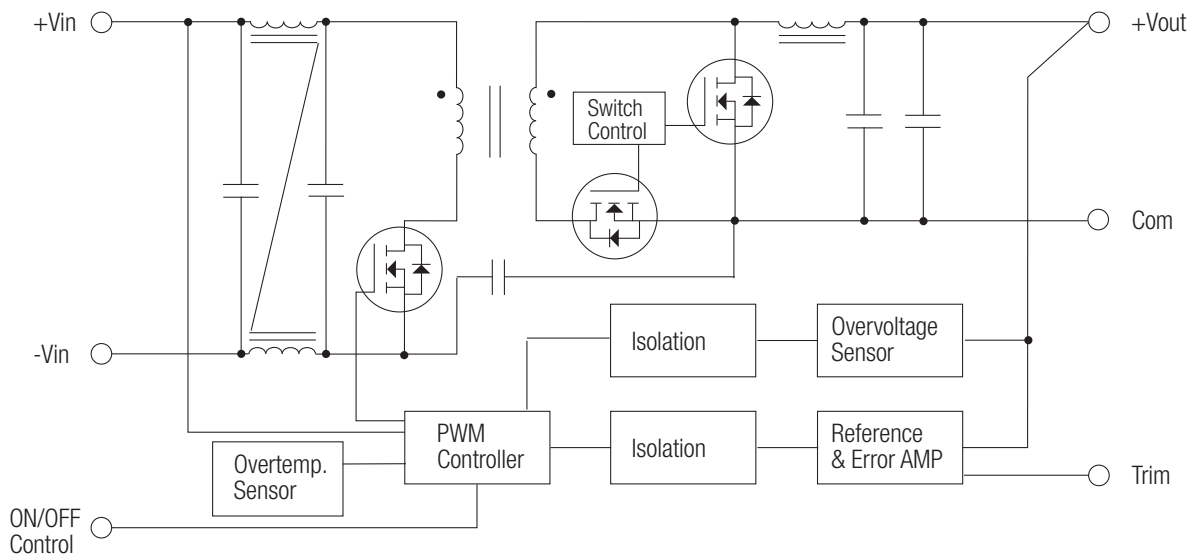 +Vin
+Vout
Switch
Control
Com
-Vin
Isolation
Overvoltage
Sensor
PWM
Controller
Isolation
Reference
& Error AMP
Overtemp.
Sensor
Trim
ON/OFF
Control